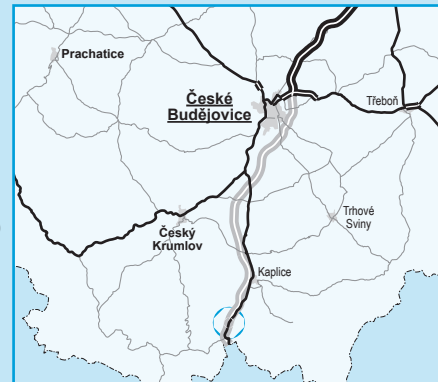 Prachatice
České
Budějovice
Třeboň
Trhové
Sviny
Český
Krumlov
Kaplice